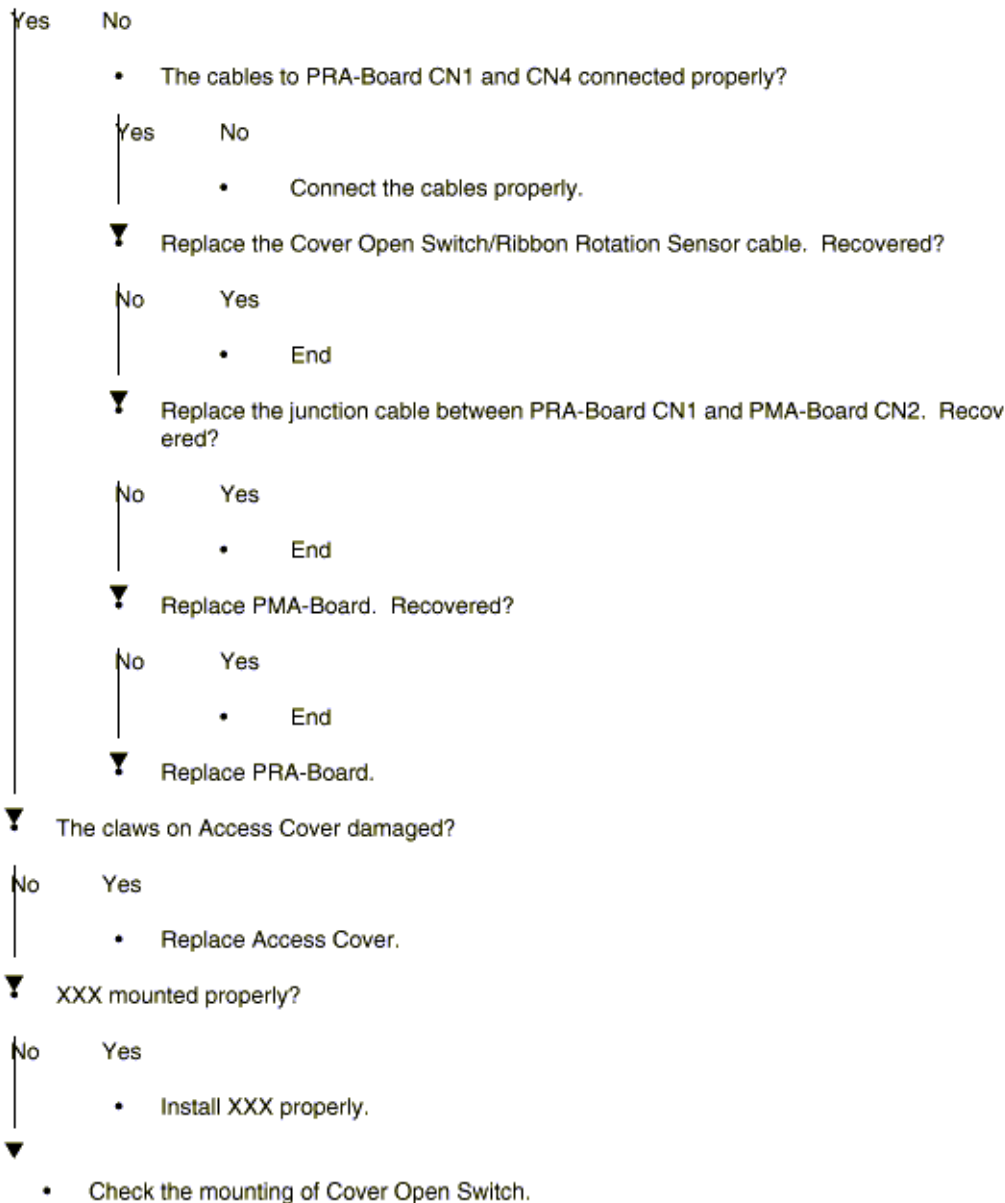 Yes No
• The cables to PRA-Board CN1 and CN4 connected properly?
Yes No
• Connect the cables properly.
• Replace the Cover Open Switch/Ribbon Rotation Sensor cable. Recovered?
No Yes
• End
• Replace the junction cable between PRA-Board CN1 and PMA-Board CN2. Recov
ered?
No Yes
• End
• Replace PMA-Board. Recovered?
No Yes
• End
• Replace PRA-Board.
• The claws on Access Cover damaged?
No Yes
• Replace Access Cover.
• XXX mounted properly?
No Yes
• Install XXX properly.
• Check the mounting of Cover Open Switch.